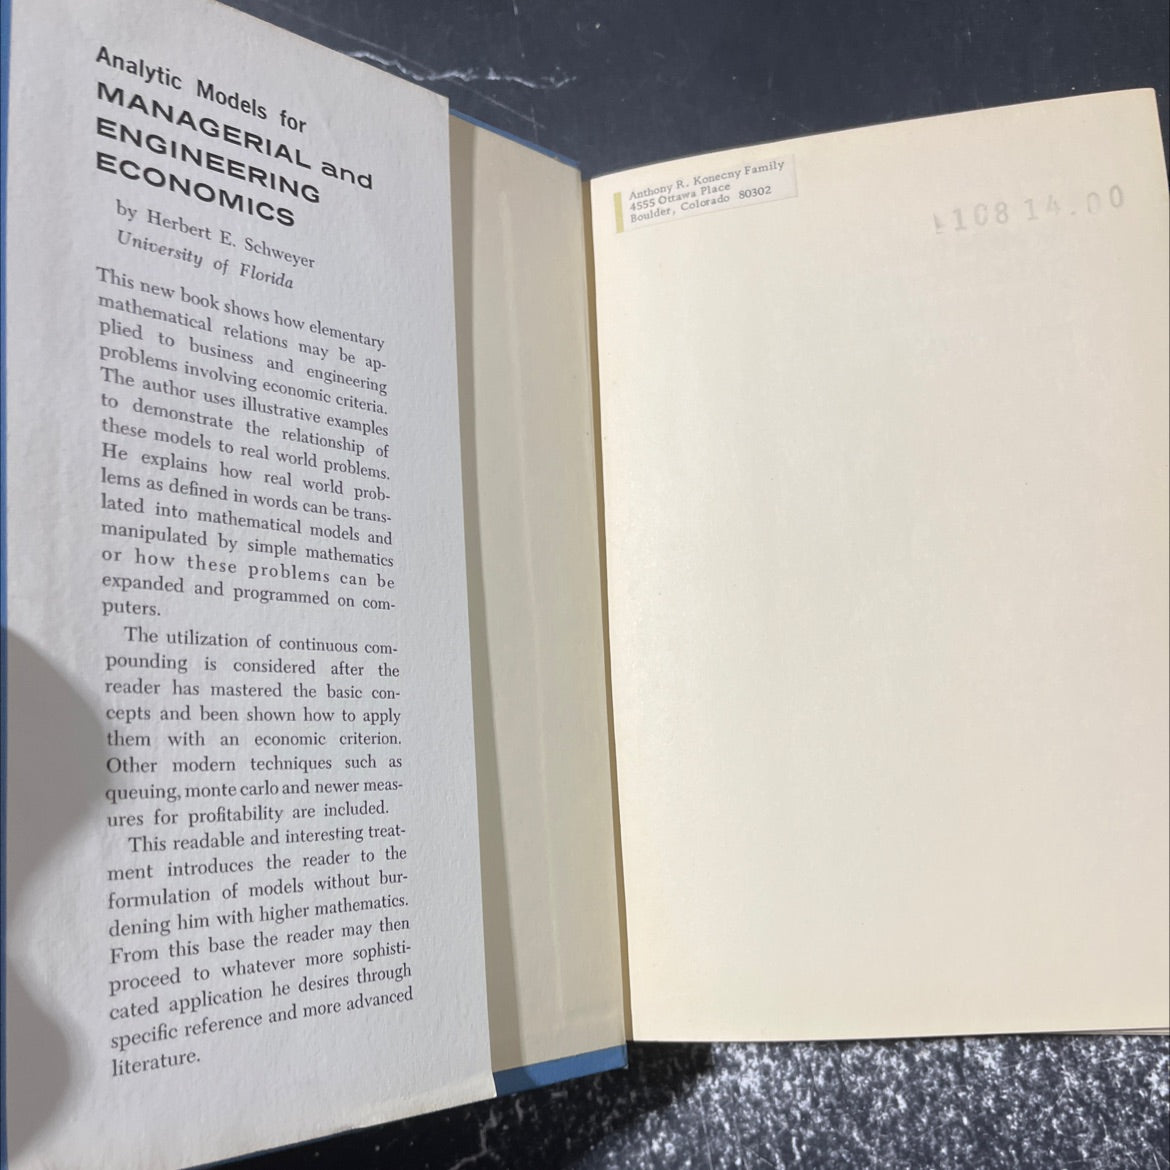 Analytic Models for
MANAGERIAL and
ENGINEERING
ECONOMICS
by Herbert E. Schweyer
University of Florida
This new book shows how elementary
mathematical relations may be ap-
plied to business and engineering
problems involving economic criteria.
The author uses illustrative examples
to demonstrate the relationship of
these models to real world problems.
He explains how real world prob-
lems as defined in words can be trans-
lated into mathematical models and
manipulated by simple mathematics
or how these problems can be
expanded and programmed on com-
puters.
The utilization of continuous com-
pounding is considered after the
reader has mastered the basic con-
cepts and been shown how to apply
them with an economic criterion.
Other modern techniques such as
queuing, monte carlo and newer meas-
ures for profitability are included.
This readable and interesting treat-
ment introduces the reader to the
formulation of models without bur-
dening him with higher mathematics.
From this base the reader may then
proceed to whatever more sophisti-
cated application he desires through
specific reference and more advanced
literature.
Anthony R. Konecny Family
4555 Ottawa Place
Boulder, Colorado 80302
108 14.00